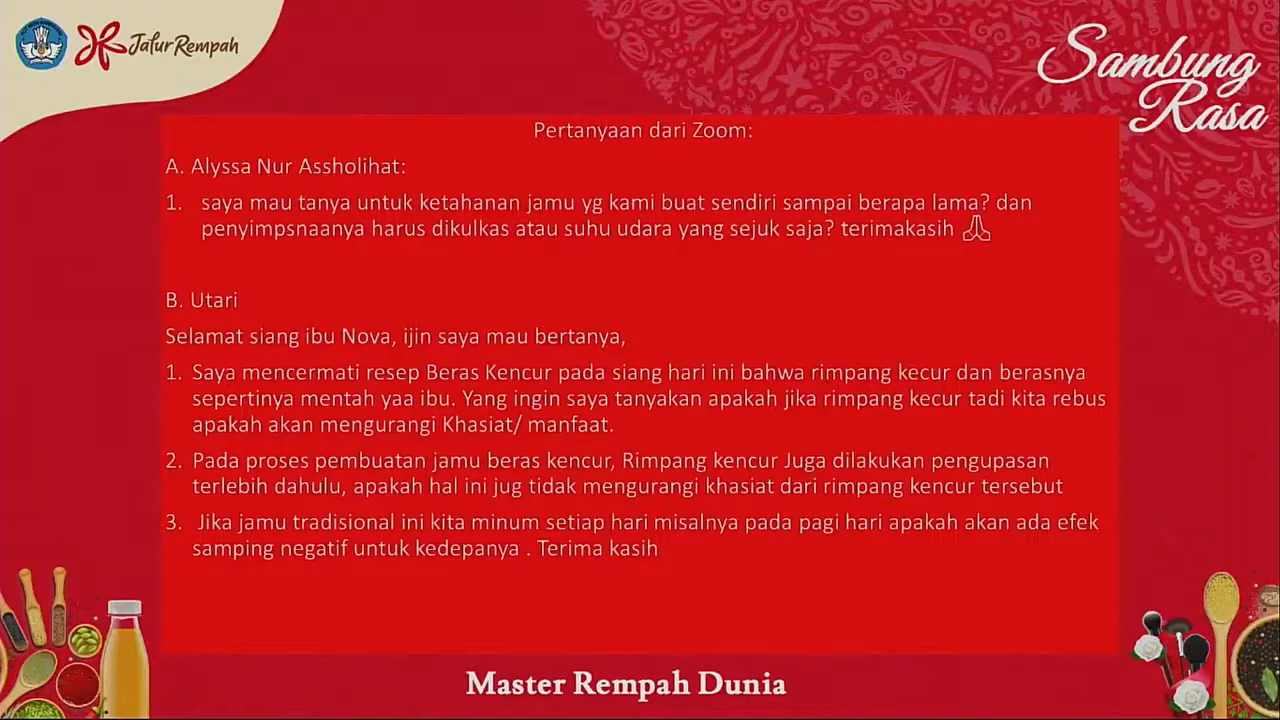 Jalur Rempah
Sambung
Rasa
Pertanyaan dari Zoom:
A. Alyssa Nur Assholihat:
1. saya mau tanya untuk ketahanan jamu yg kami buat sendiri sampai berapa lama? dan
penyimpsnaanya harus dikulkas atau suhu udara yang sejuk saja? terimakasih 🙏
B. Utari
Selamat siang ibu Nova, ijin saya mau bertanya,
1. Saya mencermati resep Beras Kencur pada siang hari ini bahwa rimpang kecur dan berasnya
sepertinya mentah yaa ibu. Yang ingin saya tanyakan apakah jika rimpang kecur tadi kita rebus
apakah akan mengurangi Khasiat/ manfaat.
2. Pada proses pembuatan jamu beras kencur, Rimpang kencur Juga dilakukan pengupasan
terlebih dahulu, apakah hal ini jug tidak mengurangi khasiat dari rimpang kencur tersebut
3. Jika jamu tradisional ini kita minum setiap hari misalnya pada pagi hari apakah akan ada efek
samping negatif untuk kedepanya . Terima kasih
Master Rempah Dunia